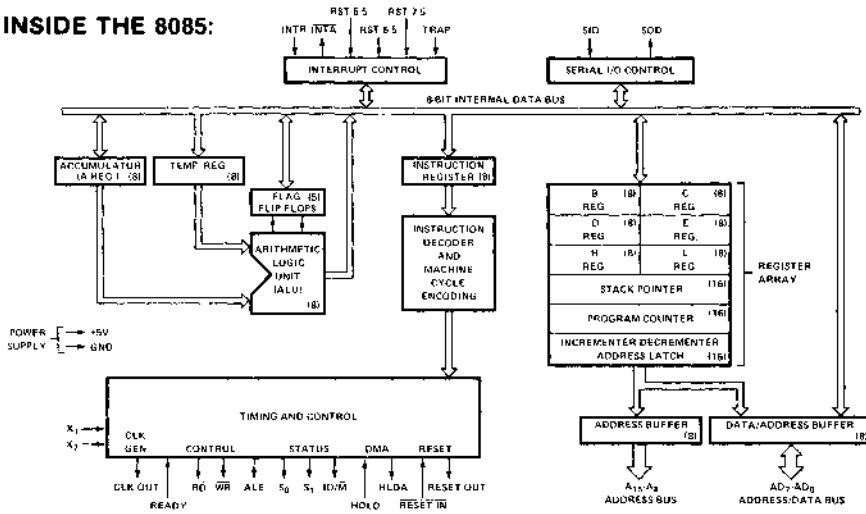 INSIDE THE 8085:
RST 6 5 RST 7 5
INTR INTA RST 5 5 TRAP
SID SOD
INTERRUPT CONTROL
SERIAL I/O CONTROL
8-BIT INTERNAL DATA BUS
ACCUMULATOR
(A REG ) (8)
TEMP REG
(8)
INSTRUCTION
REGISTER (8)
FLAG (5)
FLIP FLOPS
ARITHMETIC
LOGIC
UNIT
(ALU)
(8)
INSTRUCTION
DECODER
AND
MACHINE
CYCLE
ENCODING
B (8) C (8)
REG REG
D (8) E (8)
REG REG.
H (8) L (8)
REG REG
STACK POINTER (16)
PROGRAM COUNTER (16)
INCREMENTER DECREMENTER
ADDRESS LATCH (16)
REGISTER
ARRAY
POWER
SUPPLY
+5V
GND
TIMING AND CONTROL
X1
X2
CLK
GEN CONTROL STATUS DMA RESET
CLK OUT RD WR ALE S0 S1 IO/M HLDA RESET OUT
READY HOLD RESET IN
ADDRESS BUFFER
(8)
DATA/ADDRESS BUFFER
(8)
A15-A8
ADDRESS BUS
AD7-AD0
ADDRESS/DATA BUS